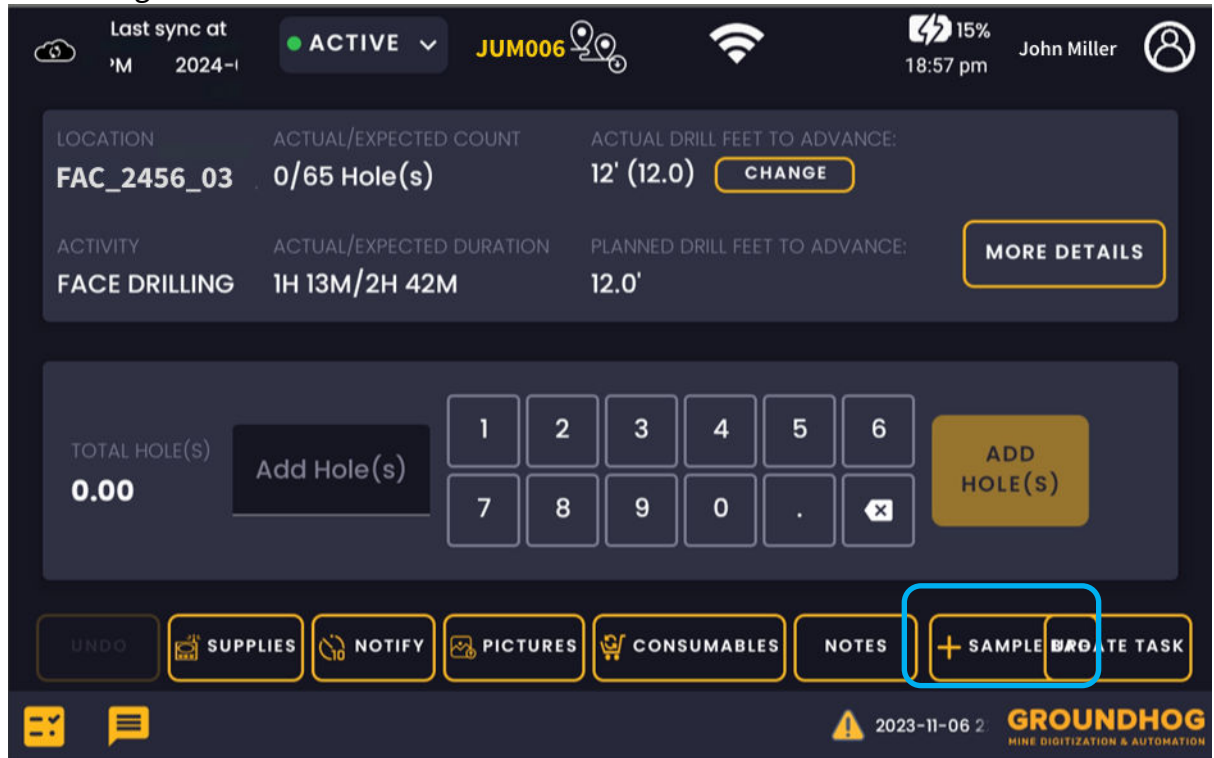 Last sync at
'M 2024-
ACTIVE
JUM006
15%
18:57 pm
John Miller
LOCATION
FAC_2456_03
ACTUAL/EXPECTED COUNT
0/65 Hole(s)
ACTUAL DRILL FEET TO ADVANCE:
12' (12.0)
CHANGE
ACTIVITY
FACE DRILLING
ACTUAL/EXPECTED DURATION
1H 13M/2H 42M
PLANNED DRILL FEET TO ADVANCE:
12.0'
MORE DETAILS
TOTAL HOLE(S)
0.00
Add Hole(s)
1 2 3 4 5 6
7 8 9 0 .
ADD
HOLE(S)
UNDO
SUPPLIES
10
NOTIFY
PICTURES
CONSUMABLES
NOTES
+ SAMPLE
UPDATE TASK
2023-11-06 2
GROUNDHOG
MINE DIGITIZATION & AUTOMATION